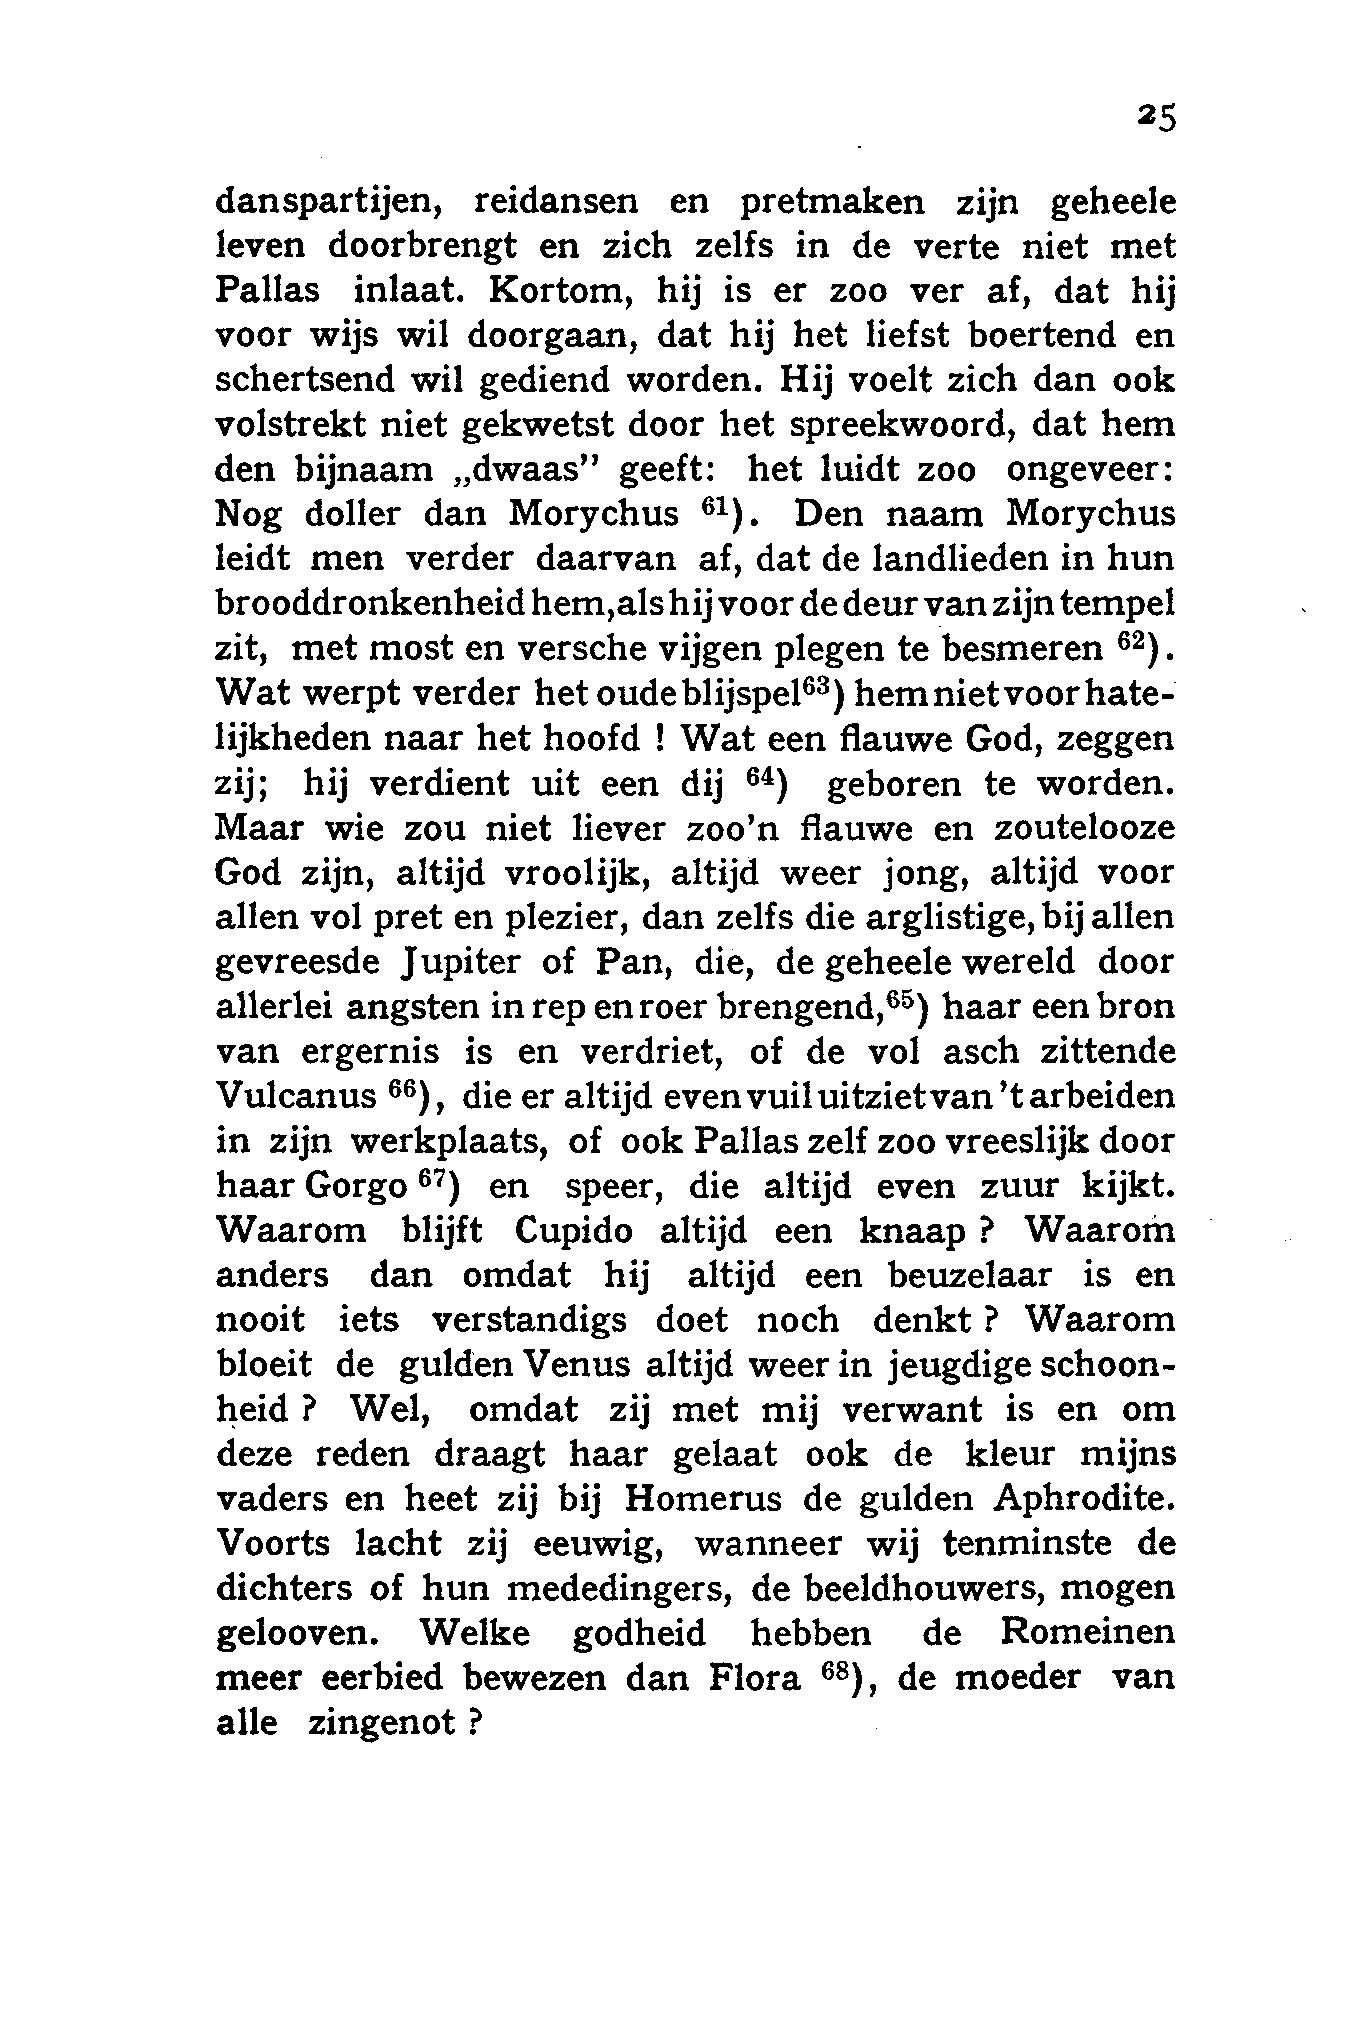 25
danspartijen, reidansen en pretmaken zijn geheele
leven doorbrengt en zich zelfs in de verte niet met
Pallas inlaat. Kortom, hij is er zoo ver af, dat hij
voor wijs wil doorgaan, dat hij het liefst boertend en
schertsend wil gediend worden. Hij voelt zich dan ook
volstrekt niet gekwetst door het spreekwoord, dat hem
den bijnaam „dwaas” geeft: het luidt zoo ongeveer:
Nog doller dan Morychus ⁶¹). Den naam Morychus
leidt men verder daarvan af, dat de landlieden in hun
brooddronkenheid hem, als hij voor de deur van zijn tempel
zit, met most en versche vijgen plegen te besmeren ⁶²).
Wat werpt verder het oude blijspel⁶³) hem niet voor hate-
lijkheden naar het hoofd ! Wat een flauwe God, zeggen
zij; hij verdient uit een dij ⁶⁴) geboren te worden.
Maar wie zou niet liever zoo’n flauwe en zoutelooze
God zijn, altijd vroolijk, altijd weer jong, altijd voor
allen vol pret en plezier, dan zelfs die arglistige, bij allen
gevreesde Jupiter of Pan, die, de geheele wereld door
allerlei angsten in rep en roer brengend,⁶⁵) haar een bron
van ergernis is en verdriet, of de vol asch zittende
Vulcanus ⁶⁶), die er altijd even vuil uitziet van ’t arbeiden
in zijn werkplaats, of ook Pallas zelf zoo vreeslijk door
haar Gorgo ⁶⁷) en speer, die altijd even zuur kijkt.
Waarom blijft Cupido altijd een knaap ? Waarom
anders dan omdat hij altijd een beuzelaar is en
nooit iets verstandigs doet noch denkt ? Waarom
bloeit de gulden Venus altijd weer in jeugdige schoon-
heid ? Wel, omdat zij met mij verwant is en om
deze reden draagt haar gelaat ook de kleur mijns
vaders en heet zij bij Homerus de gulden Aphrodite.
Voorts lacht zij eeuwig, wanneer wij tenminste de
dichters of hun mededingers, de beeldhouwers, mogen
gelooven. Welke godheid hebben de Romeinen
meer eerbied bewezen dan Flora ⁶⁸), de moeder van
alle zingenot ?